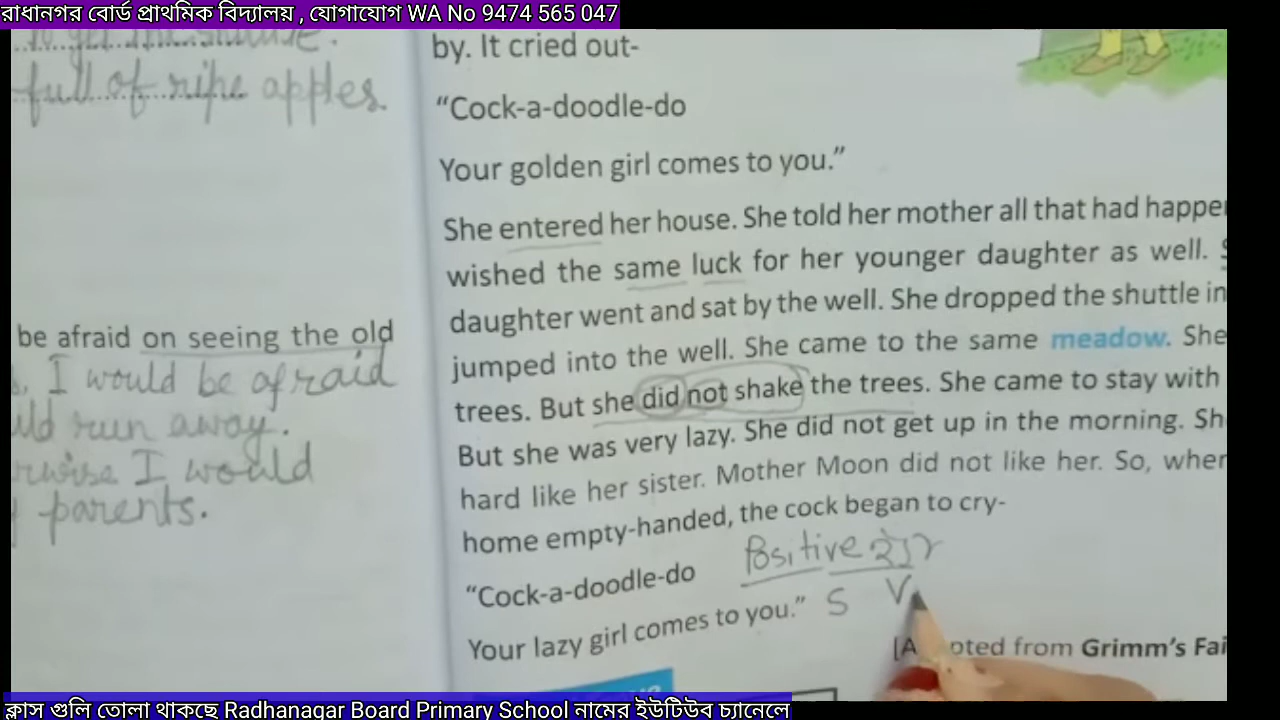 রাধানগর বোর্ড প্রাথমিক বিদ্যালয় , যোগাযোগ WA No 9474 565 047
full of ripe apples.
be afraid on seeing the old
I would be afraid
run away.
I would
parents.
by. It cried out-
“Cock-a-doodle-do
Your golden girl comes to you.”
She entered her house. She told her mother all that had happe
wished the same luck for her younger daughter as well.
daughter went and sat by the well. She dropped the shuttle in
jumped into the well. She came to the same meadow. She
trees. But she did not shake the trees. She came to stay with
But she was very lazy. She did not get up in the morning. Sh
hard like her sister. Mother Moon did not like her. So, wher
home empty-handed, the cock began to cry-
“Cock-a-doodle-do
Positive
Your lazy girl comes to you.” S V
pted from Grimm’s Fai
ক্লাস গুলি তোলা থাকছে Radhanagar Board Primary School নামের ইউটিউব চ্যানেলে